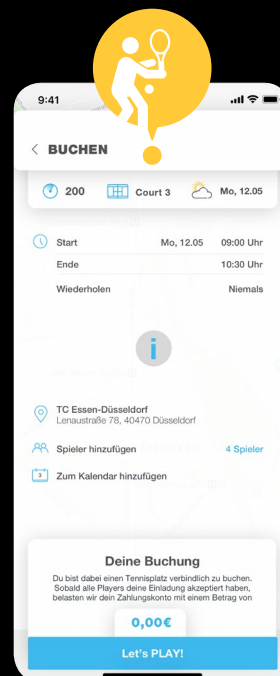 9:41
BUCHEN
200 Court 3 Mo, 12.05
Start Mo, 12.05 09:00 Uhr
Ende 10:30 Uhr
Wiederholen Niemals
i
TC Essen-Düsseldorf
Lenaustraße 78, 40470 Düsseldorf
Spieler hinzufügen 4 Spieler
3 Zum Kalendar hinzufügen
Deine Buchung
Du bist dabei einen Tennisplatz verbindlich zu buchen.
Sobald alle Players deine Einladung akzeptiert haben,
belasten wir dein Zahlungskonto mit einem Betrag von
0,00€
Let's PLAY!